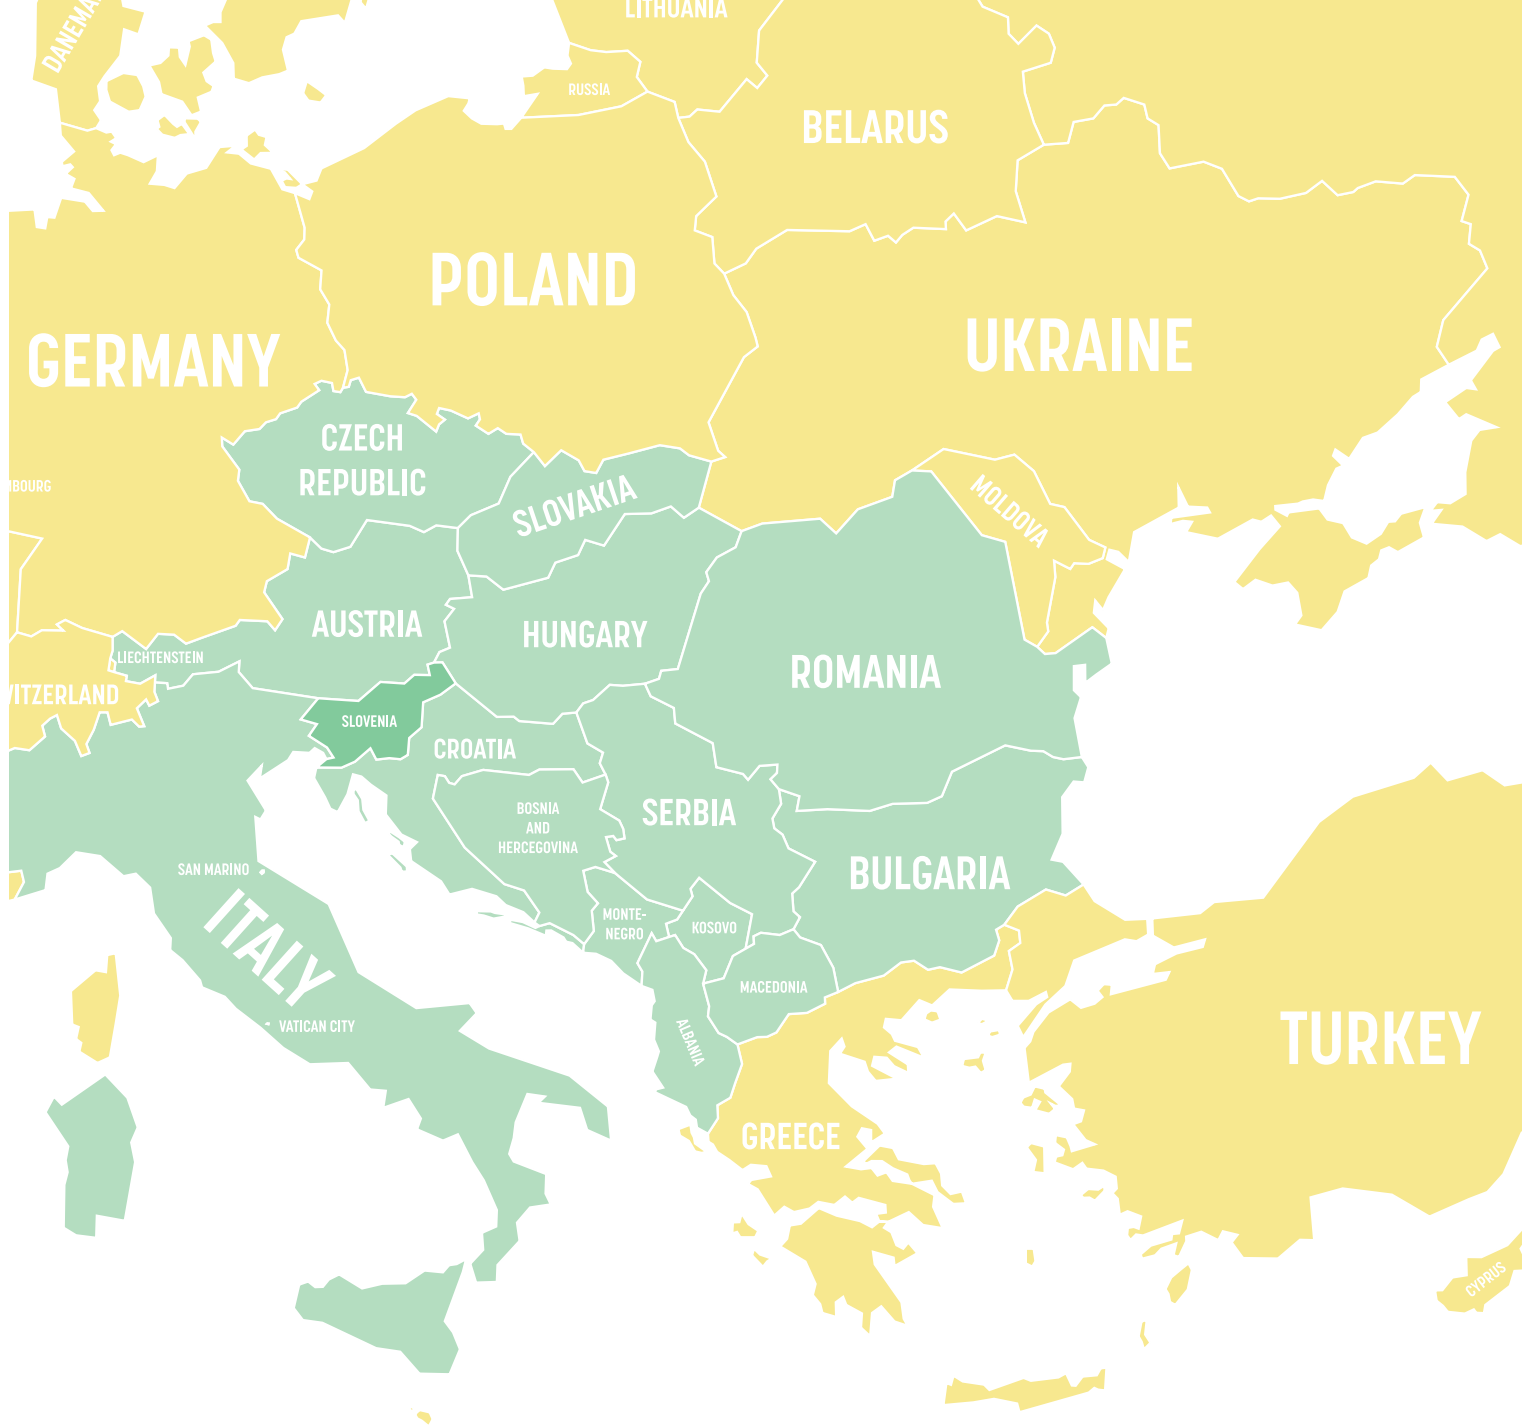 LITHUANIA
DANEMA
RUSSIA
BELARUS
POLAND
UKRAINE
GERMANY
CZECH
REPUBLIC
BOURG
SLOVAKIA
MOLDOVA
AUSTRIA
HUNGARY
LIECHTENSTEIN
ROMANIA
ITZERLAND
SLOVENIA
CROATIA
BOSNIA
AND
HERCEGOVINA
SERBIA
SAN MARINO
BULGARIA
ITALY
MONTE-
NEGRO
KOSOVO
MACEDONIA
VATICAN CITY
ALBANIA
TURKEY
GREECE
CYPRUS